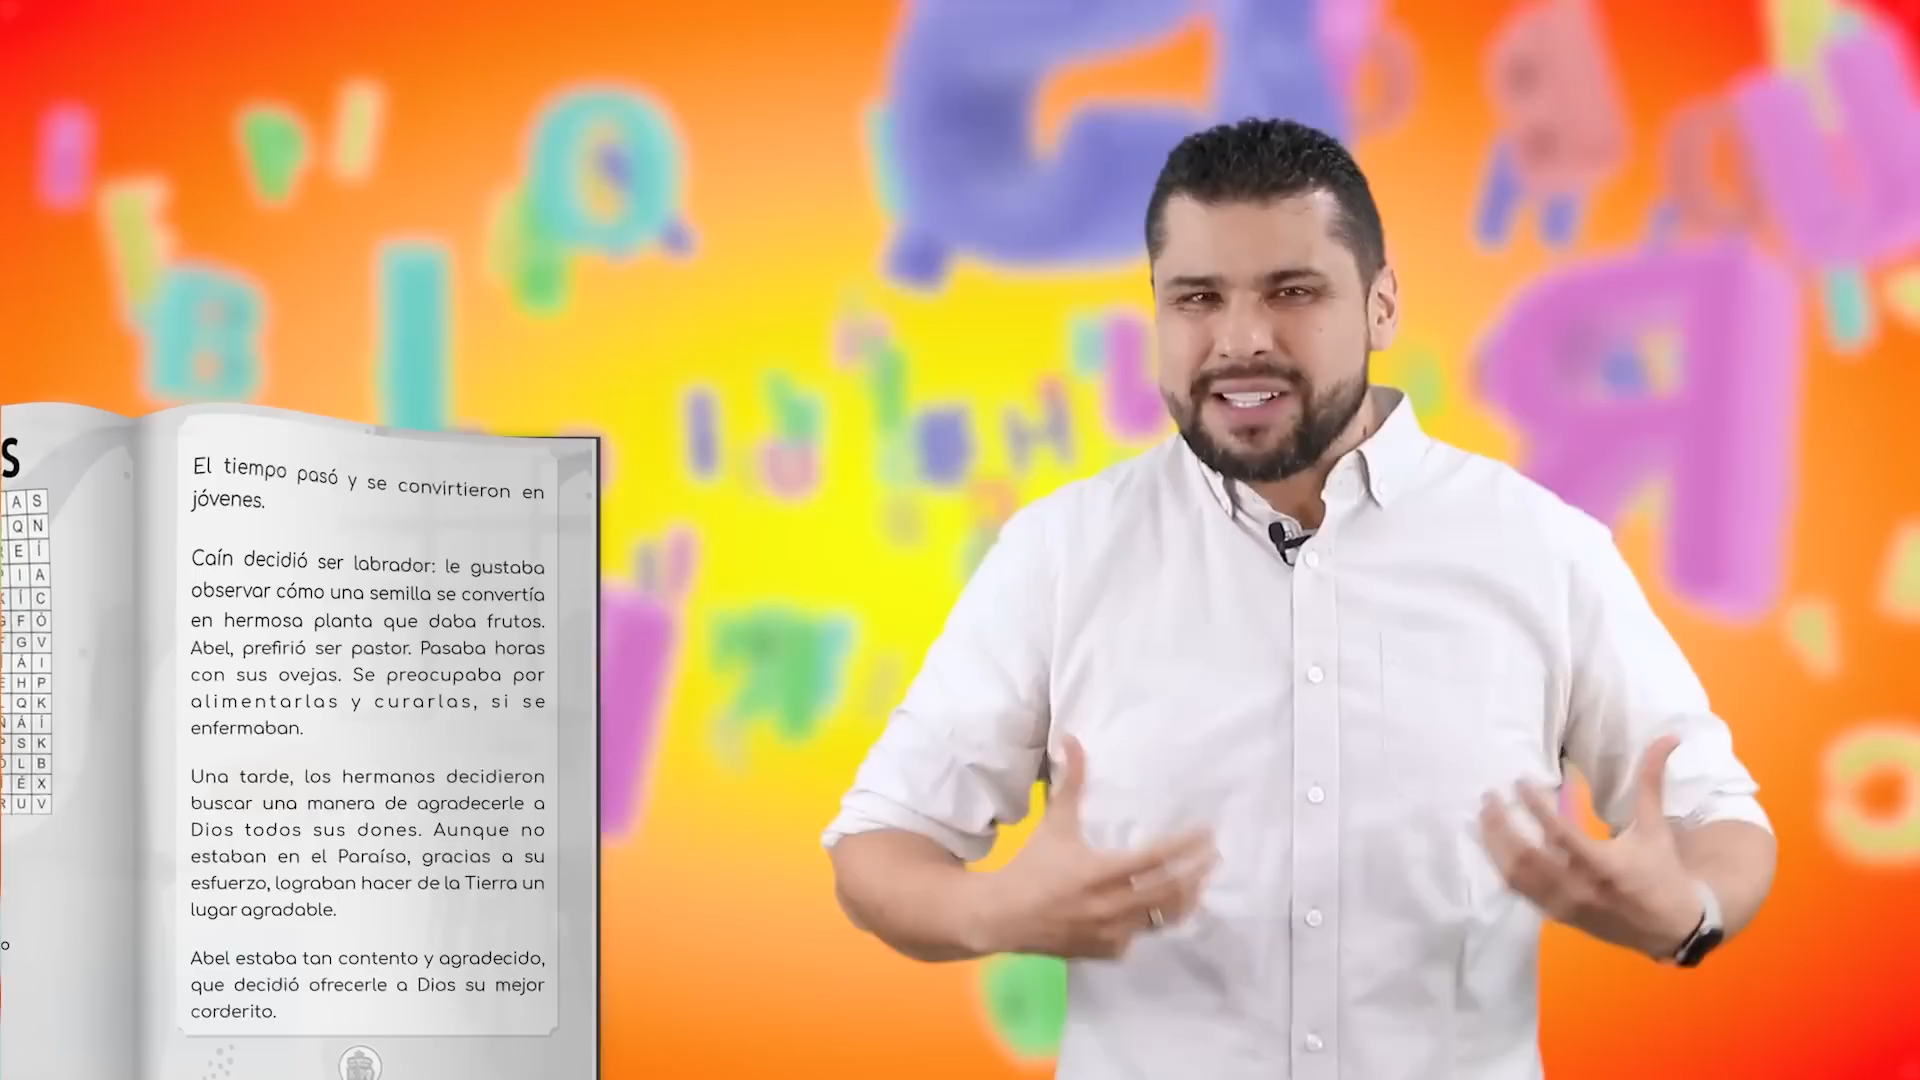 S
A S
Q N
E Í
I A
Í C
F Ó
G V
Á I
H P
Q K
Á Í
S K
L B
É X
U V
o
El tiempo pasó y se convirtieron en
jóvenes.
Caín decidió ser labrador: le gustaba
observar cómo una semilla se convertía
en hermosa planta que daba frutos.
Abel, prefirió ser pastor. Pasaba horas
con sus ovejas. Se preocupaba por
alimentarlas y curarlas, si se
enfermaban.
Una tarde, los hermanos decidieron
buscar una manera de agradecerle a
Dios todos sus dones. Aunque no
estaban en el Paraíso, gracias a su
esfuerzo, lograban hacer de la Tierra un
lugar agradable.
Abel estaba tan contento y agradecido,
que decidió ofrecerle a Dios su mejor
corderito.